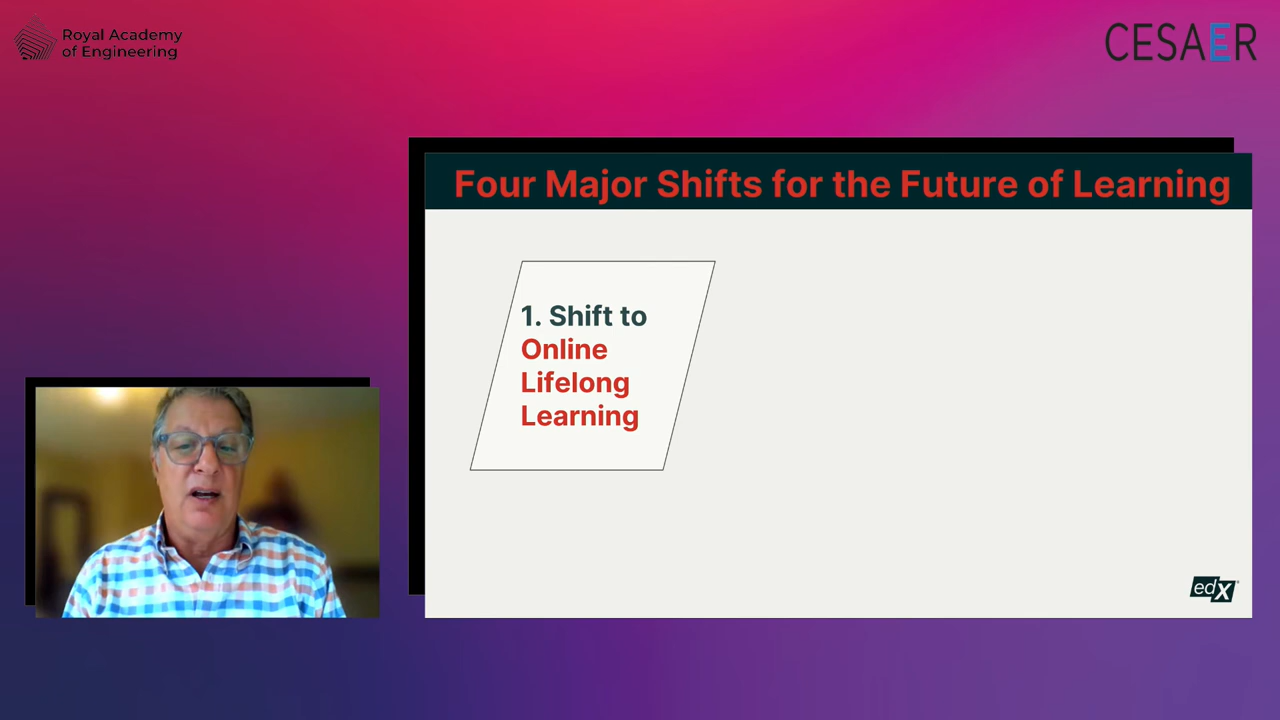 Royal Academy
of Engineering
CESAER
Four Major Shifts for the Future of Learning
1. Shift to
Online
Lifelong
Learning
edX